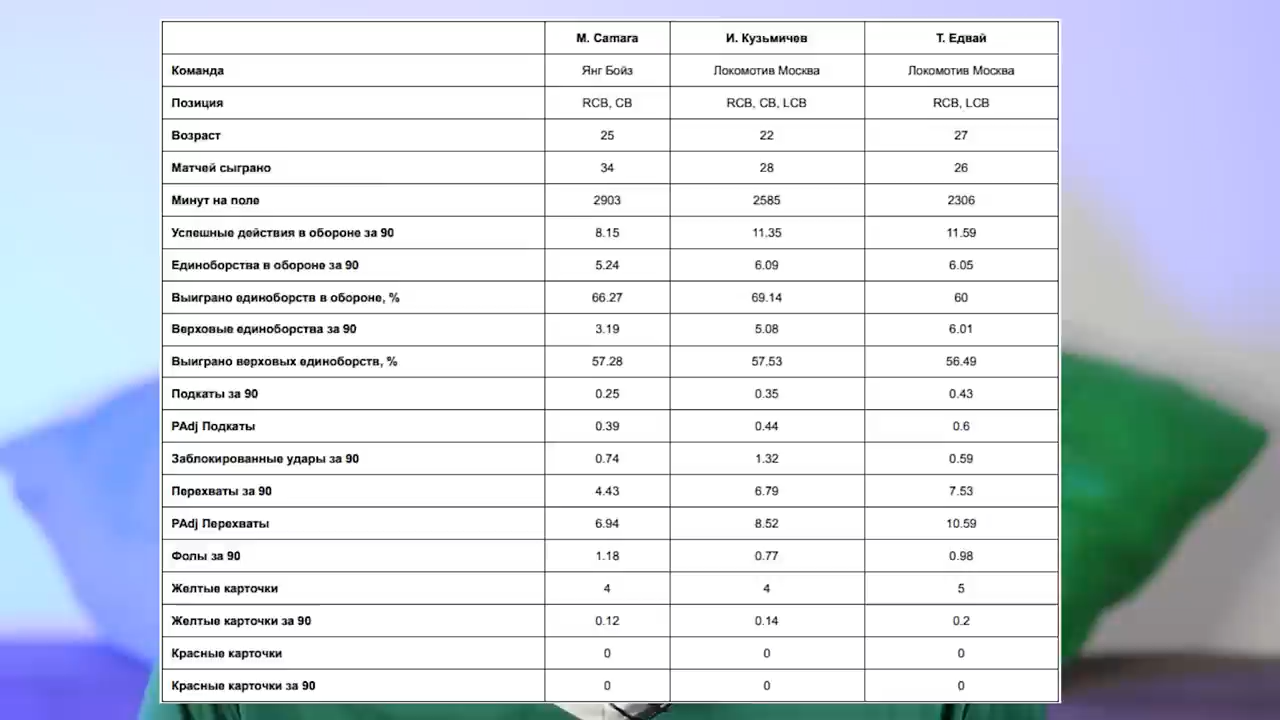 M. Camara И. Кузьмичев Т. Едвай
Команда Янг Бойз Локомотив Москва Локомотив Москва
Позиция RCB, CB RCB, CB, LCB RCB, LCB
Возраст 25 22 27
Матчей сыграно 34 28 26
Минут на поле 2903 2585 2306
Успешные действия в обороне за 90 8.15 11.35 11.59
Единоборства в обороне за 90 5.24 6.09 6.05
Выиграно единоборств в обороне, % 66.27 69.14 60
Верховые единоборства за 90 3.19 5.08 6.01
Выиграно верховых единоборств, % 57.28 57.53 56.49
Подкаты за 90 0.25 0.35 0.43
PAdj Подкаты 0.39 0.44 0.6
Заблокированные удары за 90 0.74 1.32 0.59
Перехваты за 90 4.43 6.79 7.53
PAdj Перехваты 6.94 8.52 10.59
Фолы за 90 1.18 0.77 0.98
Желтые карточки 4 4 5
Желтые карточки за 90 0.12 0.14 0.2
Красные карточки 0 0 0
Красные карточки за 90 0 0 0